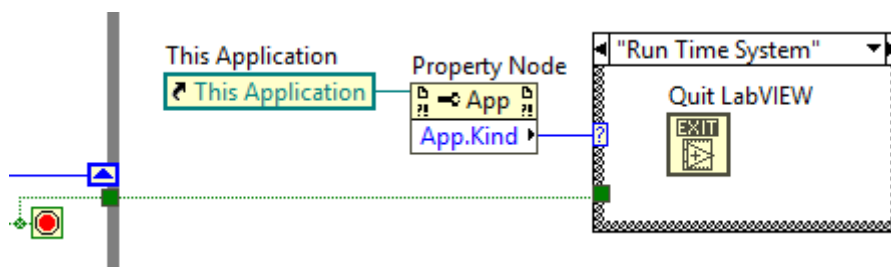 This Application
This Application
Property Node
App
App.Kind
?
"Run Time System"
Quit LabVIEW
EXIT